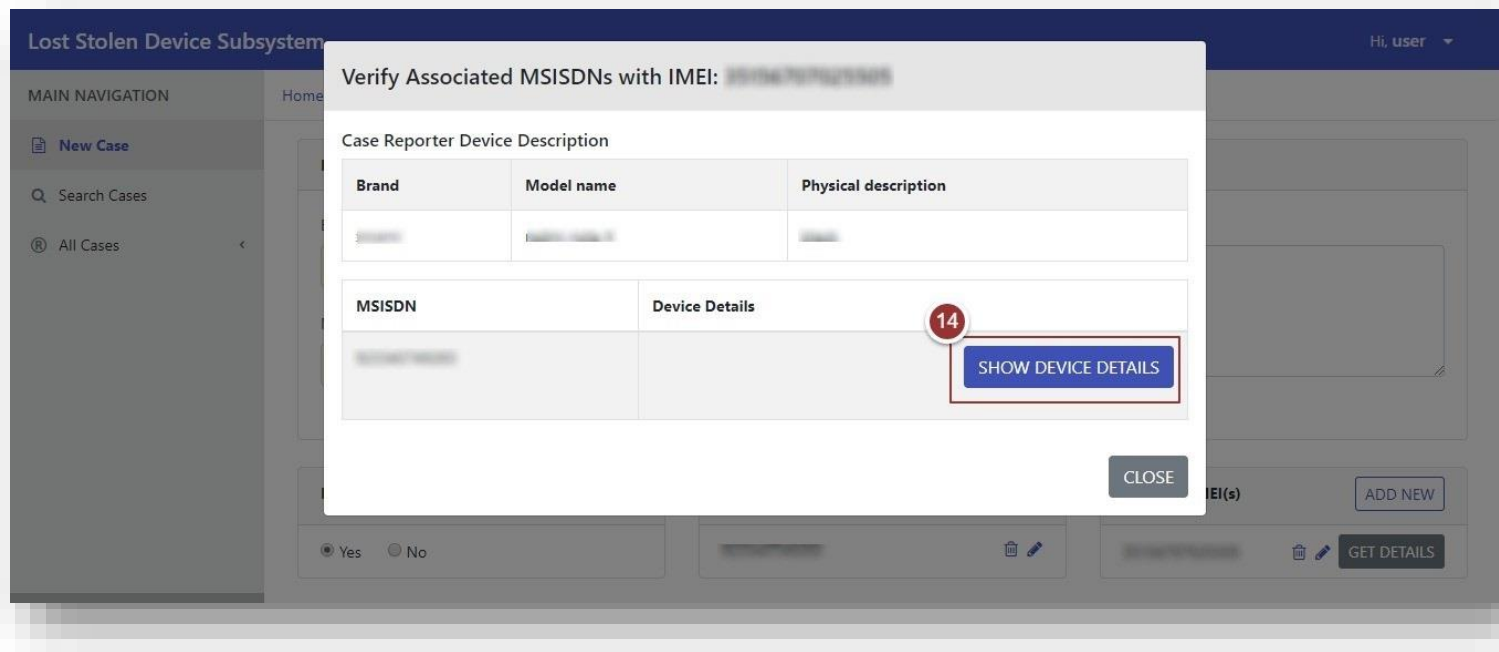 Lost Stolen Device Subsystem
Hi, user
Verify Associated MSISDNs with IMEI:
MAIN NAVIGATION
Home
New Case
Search Cases
All Cases
Case Reporter Device Description
Brand Model name Physical description
MSISDN Device Details
14
SHOW DEVICE DETAILS
CLOSE
IEI(s)
ADD NEW
Yes No
GET DETAILS